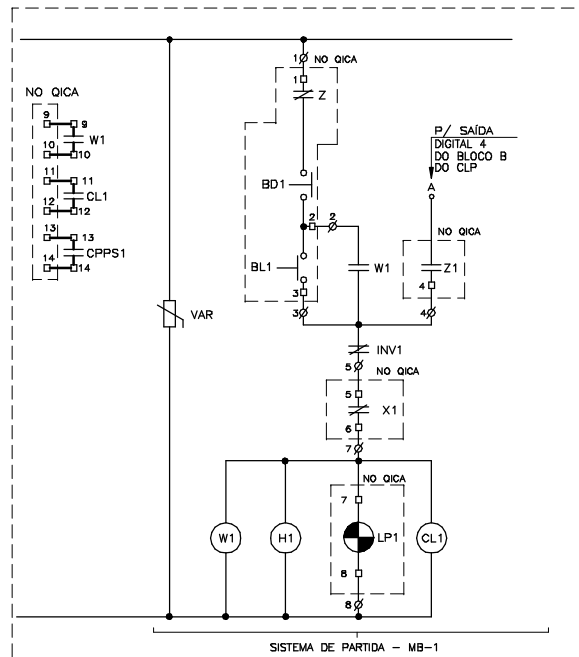 1
NO QICA
1
Z
NO QICA
9
9
W1
10
10
11
11
CL1
12
12
13
13
CPPS1
14
14
P/ SAÍDA
DIGITAL 4
DO BLOCO B
DO CLP
A
BD1
2
2
NO QICA
BL1
W1
Z1
3
4
3
4
VAR
INV1
5
NO QICA
5
X1
6
7
NO QICA
7
W1
H1
LP1
CL1
8
8
SISTEMA DE PARTIDA - MB-1